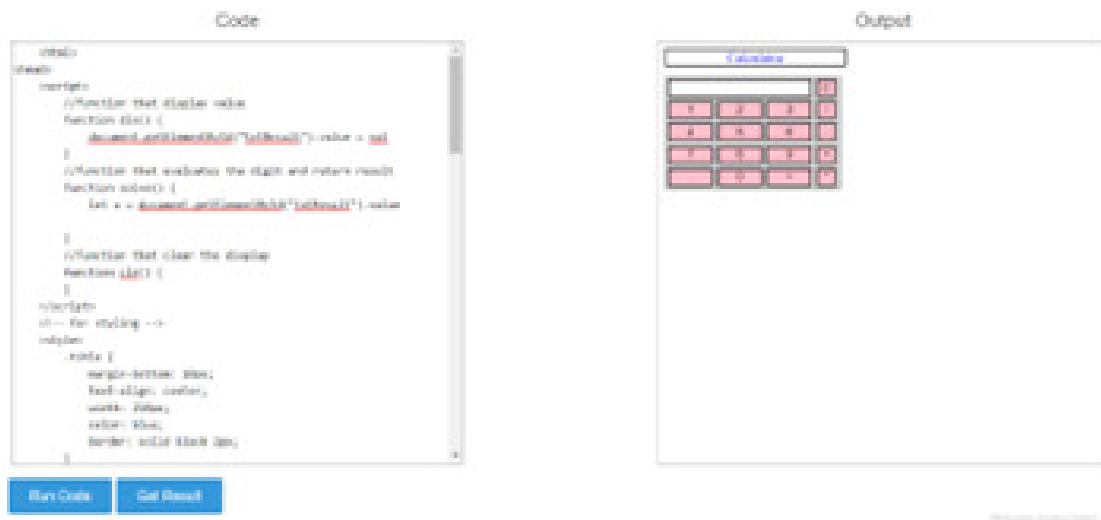 Code
Output
<html>
<head>
<script>
//function that display value
function dis() {
document.getElementById("txtResult").value = val
}
//function that evaluates the digit and return result
function solve() {
let x = document.getElementById("txtResult").value
}
//function that clear the display
function clr() {
}
</script>
<!-- for styling -->
<style>
.title {
margin-bottom: 10px;
text-align: center;
width:
color: blue;
border: solid black 2px;
}
Run Code
Get Result
Calculator
1 2 3
4 5 6
7 8 9
0